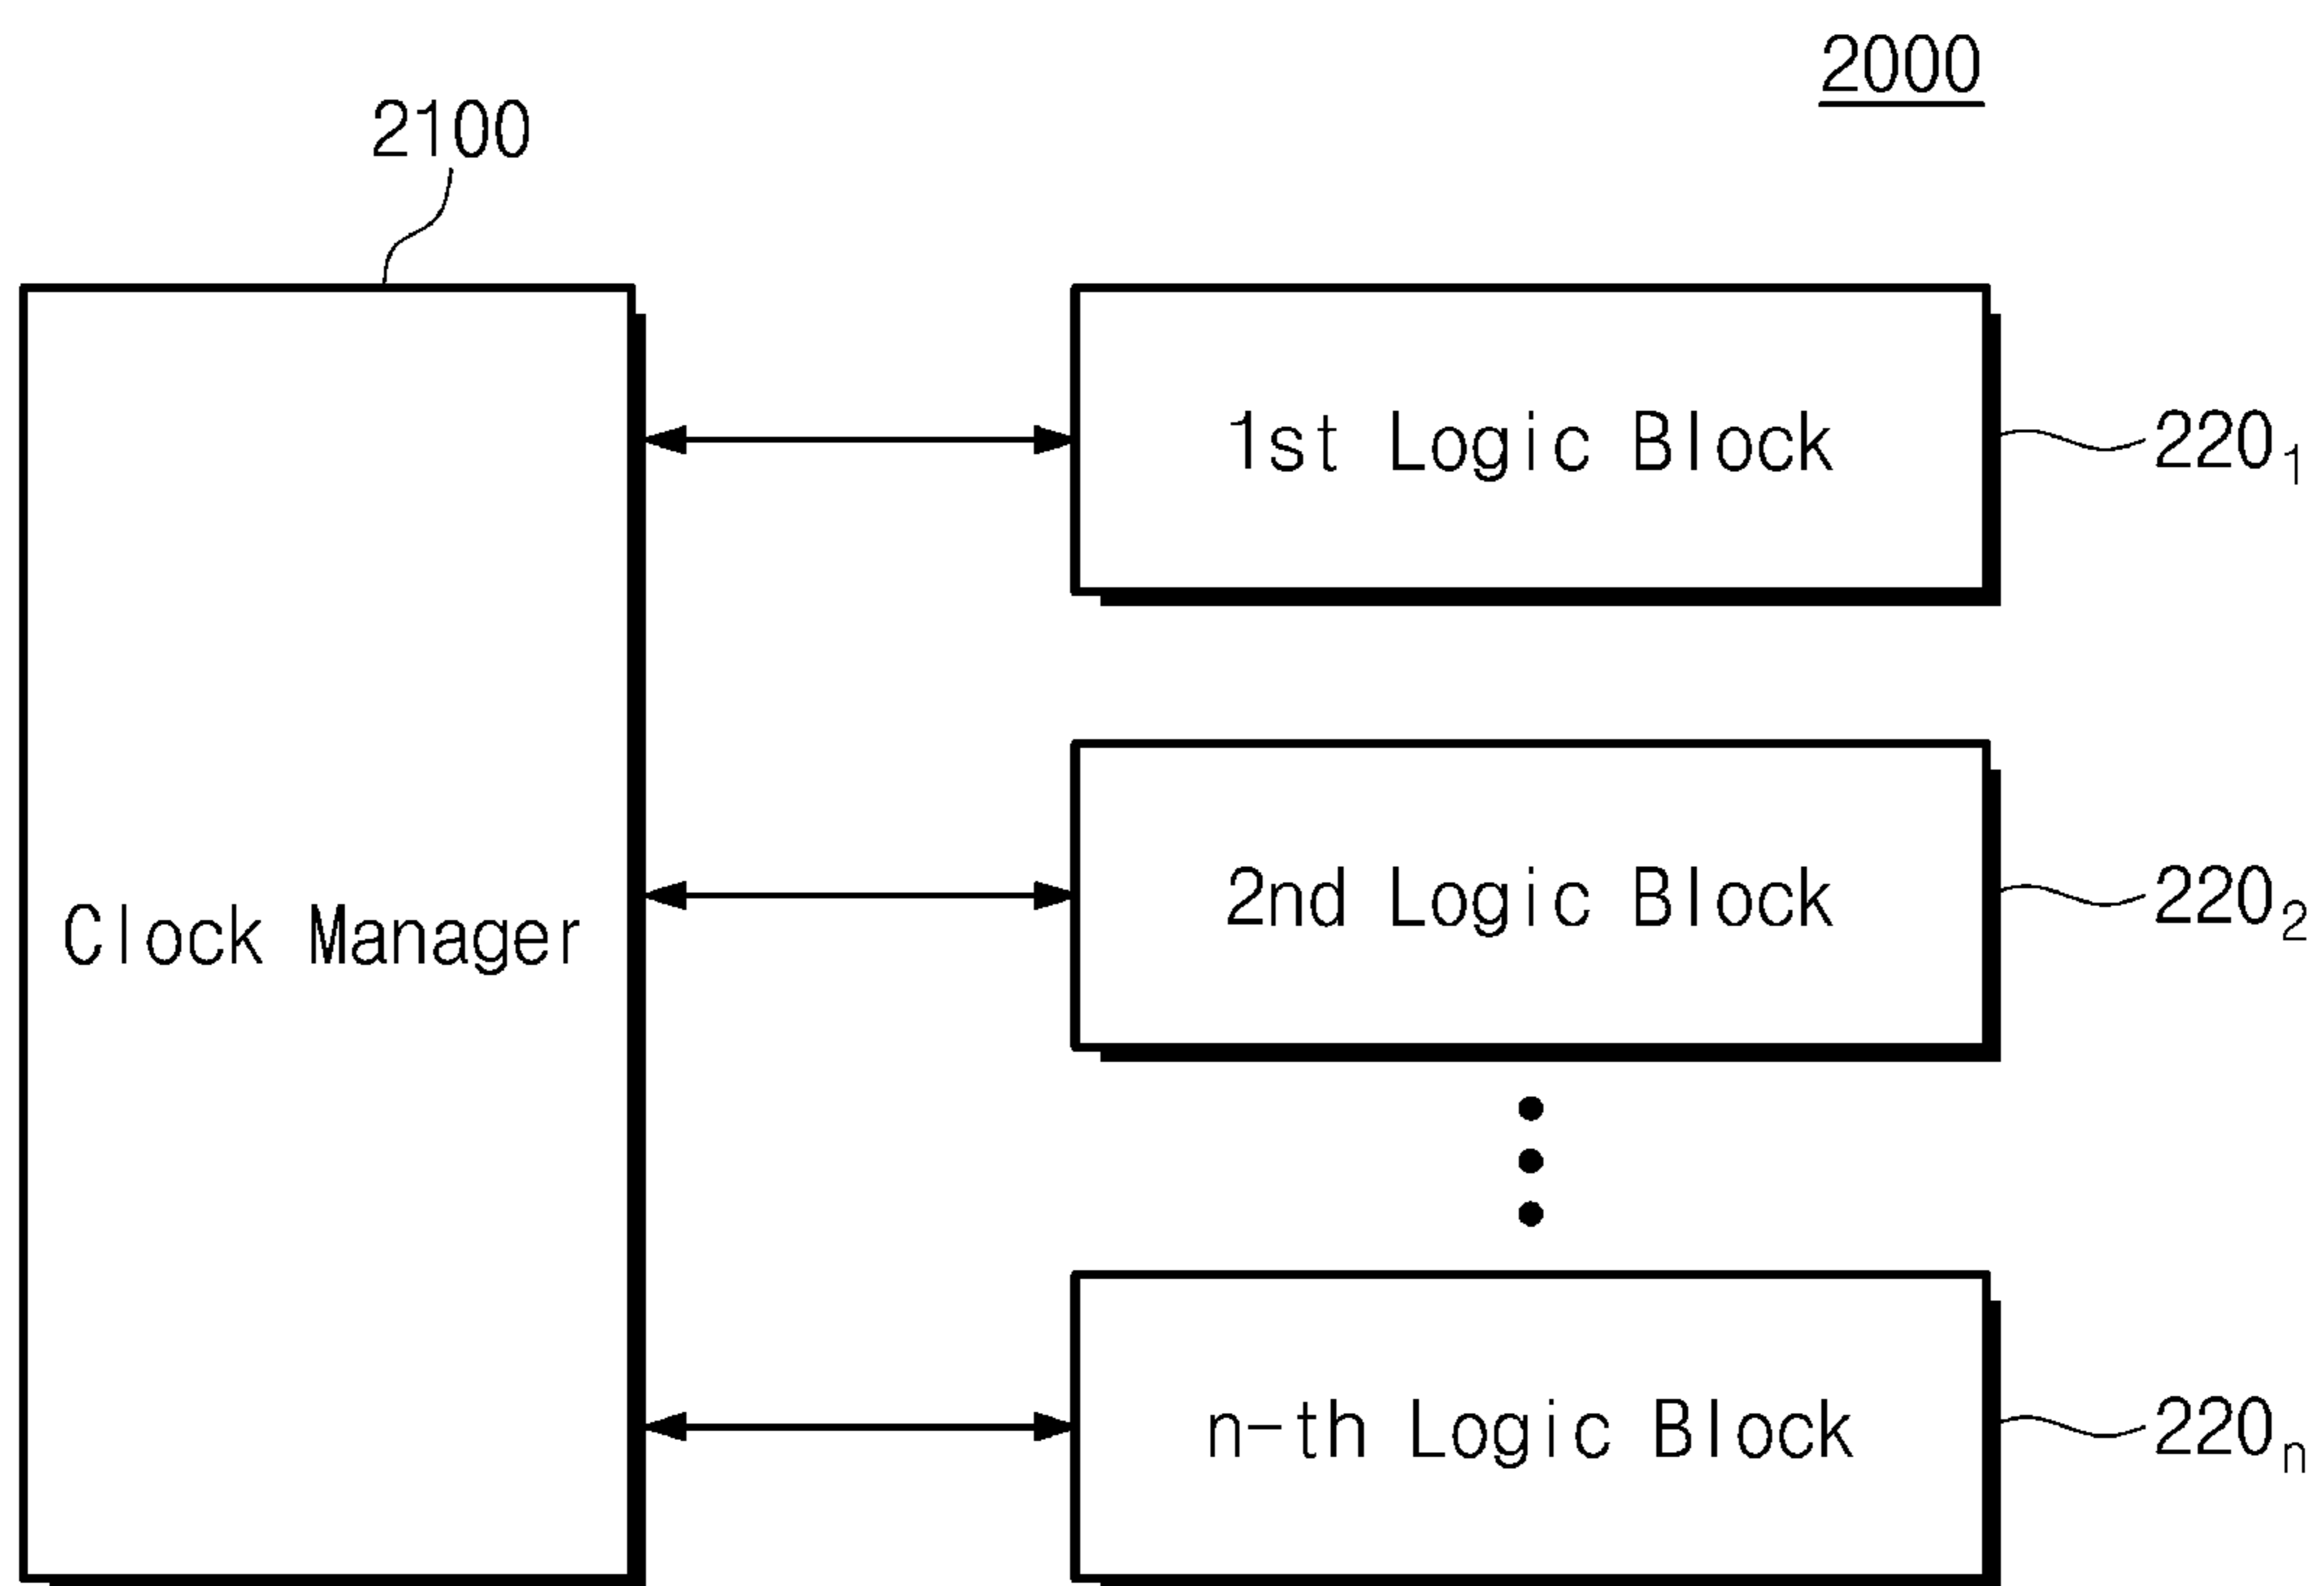 2000
2100
1st Logic Block
220₁
2nd Logic Block
220₂
Clock Manager
n-th Logic Block
220ₙ